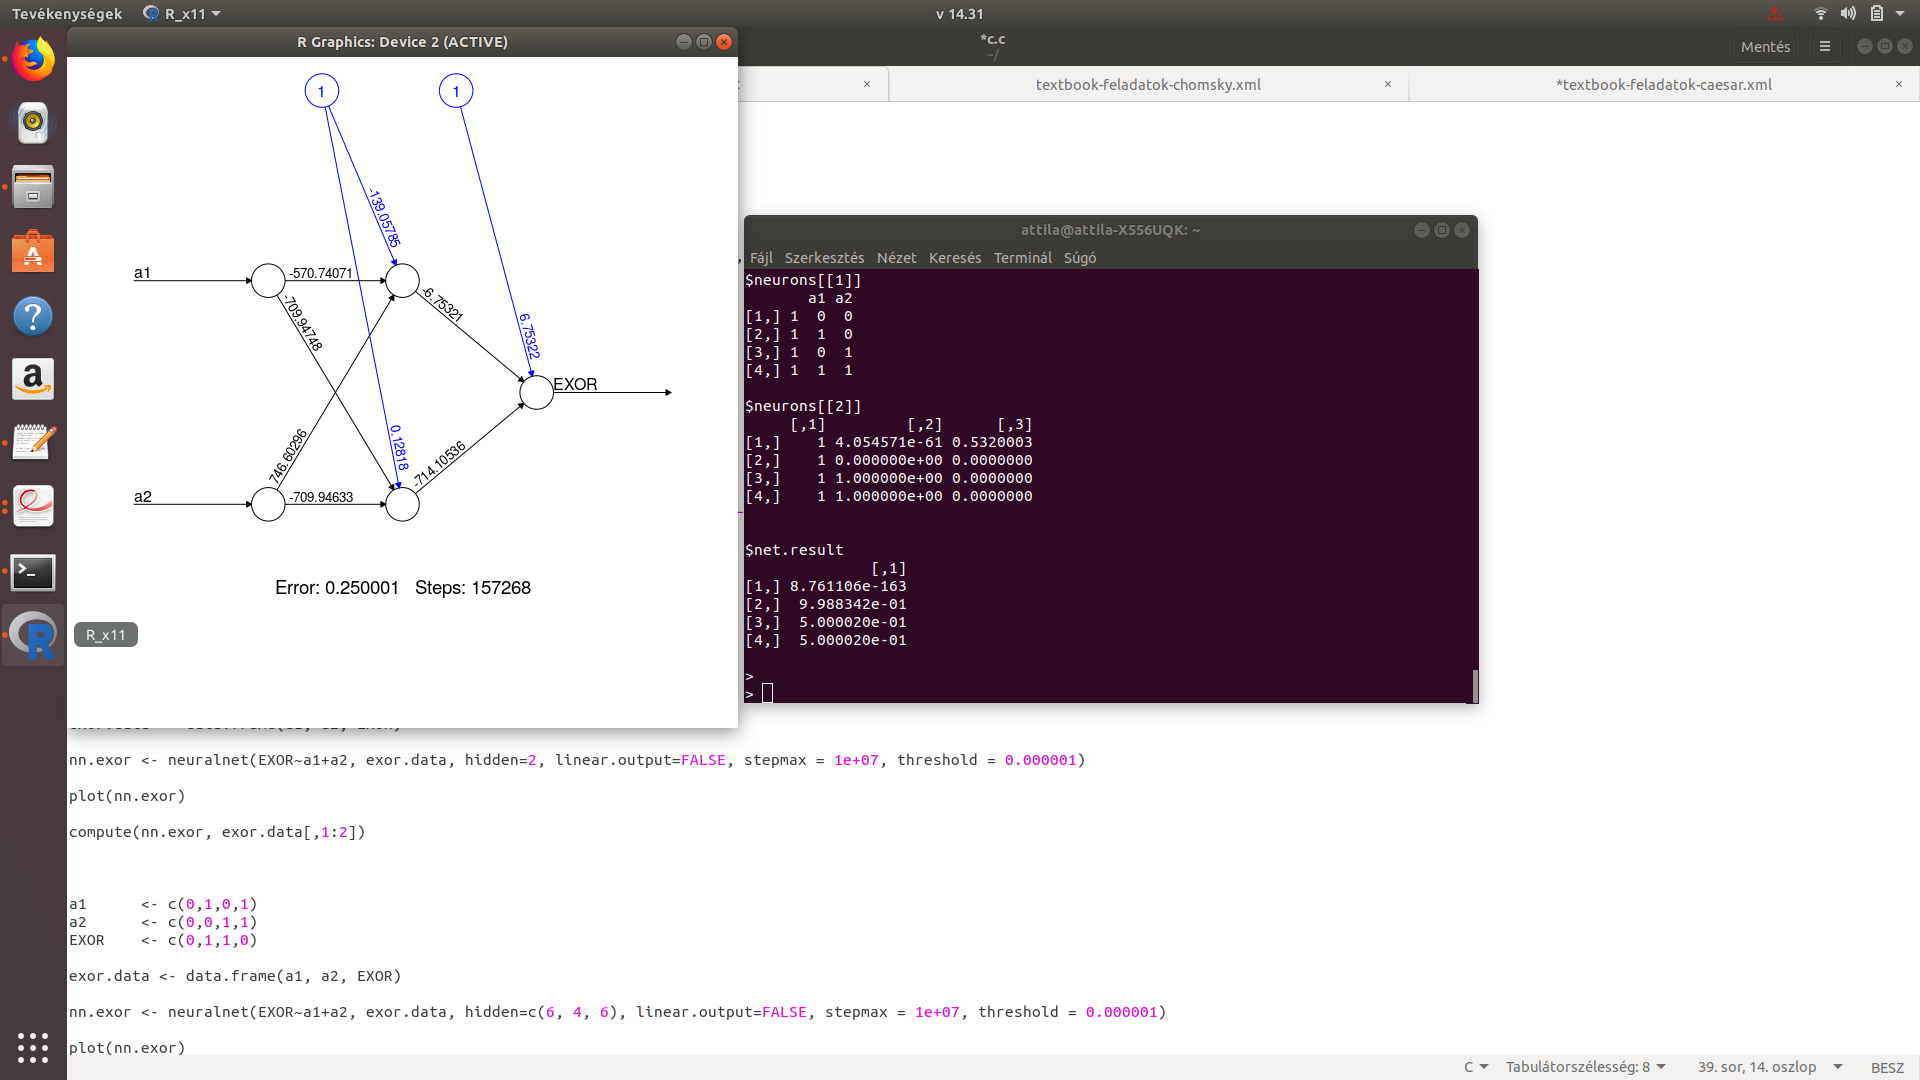 Tevékenységek
R_x11
v 14.31
R Graphics: Device 2 (ACTIVE)
*c.c
~/
Mentés
textbook-feladatok-chomsky.xml
*textbook-feladatok-caesar.xml
1
1
-139.05785
a1
-570.74071
-709.94748
-6.75321
6.75322
EXOR
746.60296
0.12818
-714.10536
a2
-709.94633
Error: 0.250001 Steps: 157268
R_x11
attila@attila-X556UQK: ~
Fájl Szerkesztés Nézet Keresés Terminál Súgó
$neurons[[1]]
a1 a2
[1,] 1 0 0
[2,] 1 1 0
[3,] 1 0 1
[4,] 1 1 1
$neurons[[2]]
[,1] [,2] [,3]
[1,] 1 4.054571e-61 0.5320003
[2,] 1 0.000000e+00 0.0000000
[3,] 1 1.000000e+00 0.0000000
[4,] 1 1.000000e+00 0.0000000
$net.result
[,1]
[1,] 8.761106e-163
[2,] 9.988342e-01
[3,] 5.000020e-01
[4,] 5.000020e-01
>
>
nn.exor <- neuralnet(EXOR~a1+a2, exor.data, hidden=2, linear.output=FALSE, stepmax = 1e+07, threshold = 0.000001)
plot(nn.exor)
compute(nn.exor, exor.data[,1:2])
a1 <- c(0,1,0,1)
a2 <- c(0,0,1,1)
EXOR <- c(0,1,1,0)
exor.data <- data.frame(a1, a2, EXOR)
nn.exor <- neuralnet(EXOR~a1+a2, exor.data, hidden=c(6, 4, 6), linear.output=FALSE, stepmax = 1e+07, threshold = 0.000001)
plot(nn.exor)
C
Tabulátorszélesség: 8
39. sor, 14. oszlop
BESZ